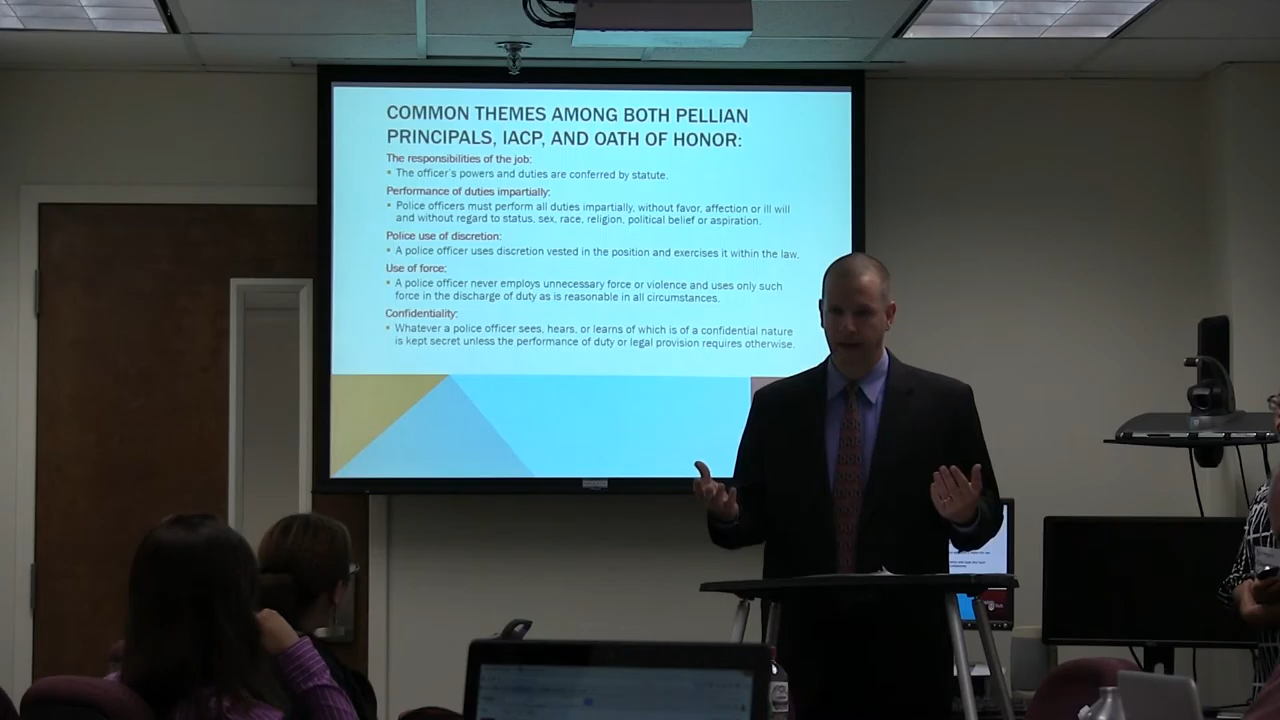 COMMON THEMES AMONG BOTH PELLIAN
PRINCIPALS, IACP, AND OATH OF HONOR:
The responsibilities of the job:
• The officer's powers and duties are conferred by statute.
Performance of duties impartially:
• Police officers must perform all duties impartially, without favor, affection or ill will
and without regard to status, sex, race, religion, political belief or aspiration.
Police use of discretion:
• A police officer uses discretion vested in the position and exercises it within the law.
Use of force:
• A police officer never employs unnecessary force or violence and uses only such
force in the discharge of duty as is reasonable in all circumstances.
Confidentiality:
• Whatever a police officer sees, hears, or learns of which is of a confidential nature
is kept secret unless the performance of duty or legal provision requires otherwise.